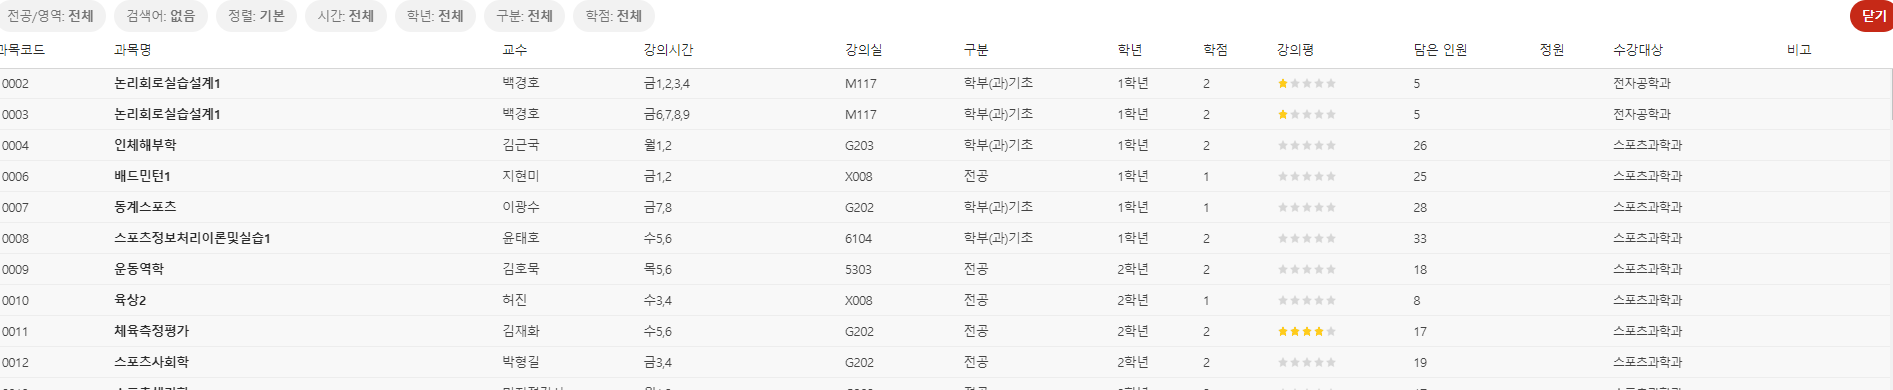 전공/영역: 전체 검색어: 없음 정렬: 기본 시간: 전체 학년: 전체 구분: 전체 학점: 전체 닫기
과목코드 과목명 교수 강의시간 강의실 구분 학년 학점 강의평 담은 인원 정원 수강대상 비고
0002 논리회로실습설계1 백경호 금1,2,3,4 M117 학부(과)기초 1학년 2 5 전자공학과
0003 논리회로실습설계1 백경호 금6,7,8,9 M117 학부(과)기초 1학년 2 5 전자공학과
0004 인체해부학 김근국 월1,2 G203 학부(과)기초 1학년 2 26 스포츠과학과
0006 배드민턴1 지현미 금1,2 X008 전공 1학년 1 25 스포츠과학과
0007 동계스포츠 이광수 금7,8 G202 학부(과)기초 1학년 1 28 스포츠과학과
0008 스포츠정보처리이론및실습1 윤태호 수5,6 6104 학부(과)기초 1학년 2 33 스포츠과학과
0009 운동역학 김호묵 목5,6 5303 전공 2학년 2 18 스포츠과학과
0010 육상2 허진 수3,4 X008 전공 2학년 1 8 스포츠과학과
0011 체육측정평가 김재화 수5,6 G202 전공 2학년 2 17 스포츠과학과
0012 스포츠사회학 박형길 금3,4 G202 전공 2학년 2 19 스포츠과학과